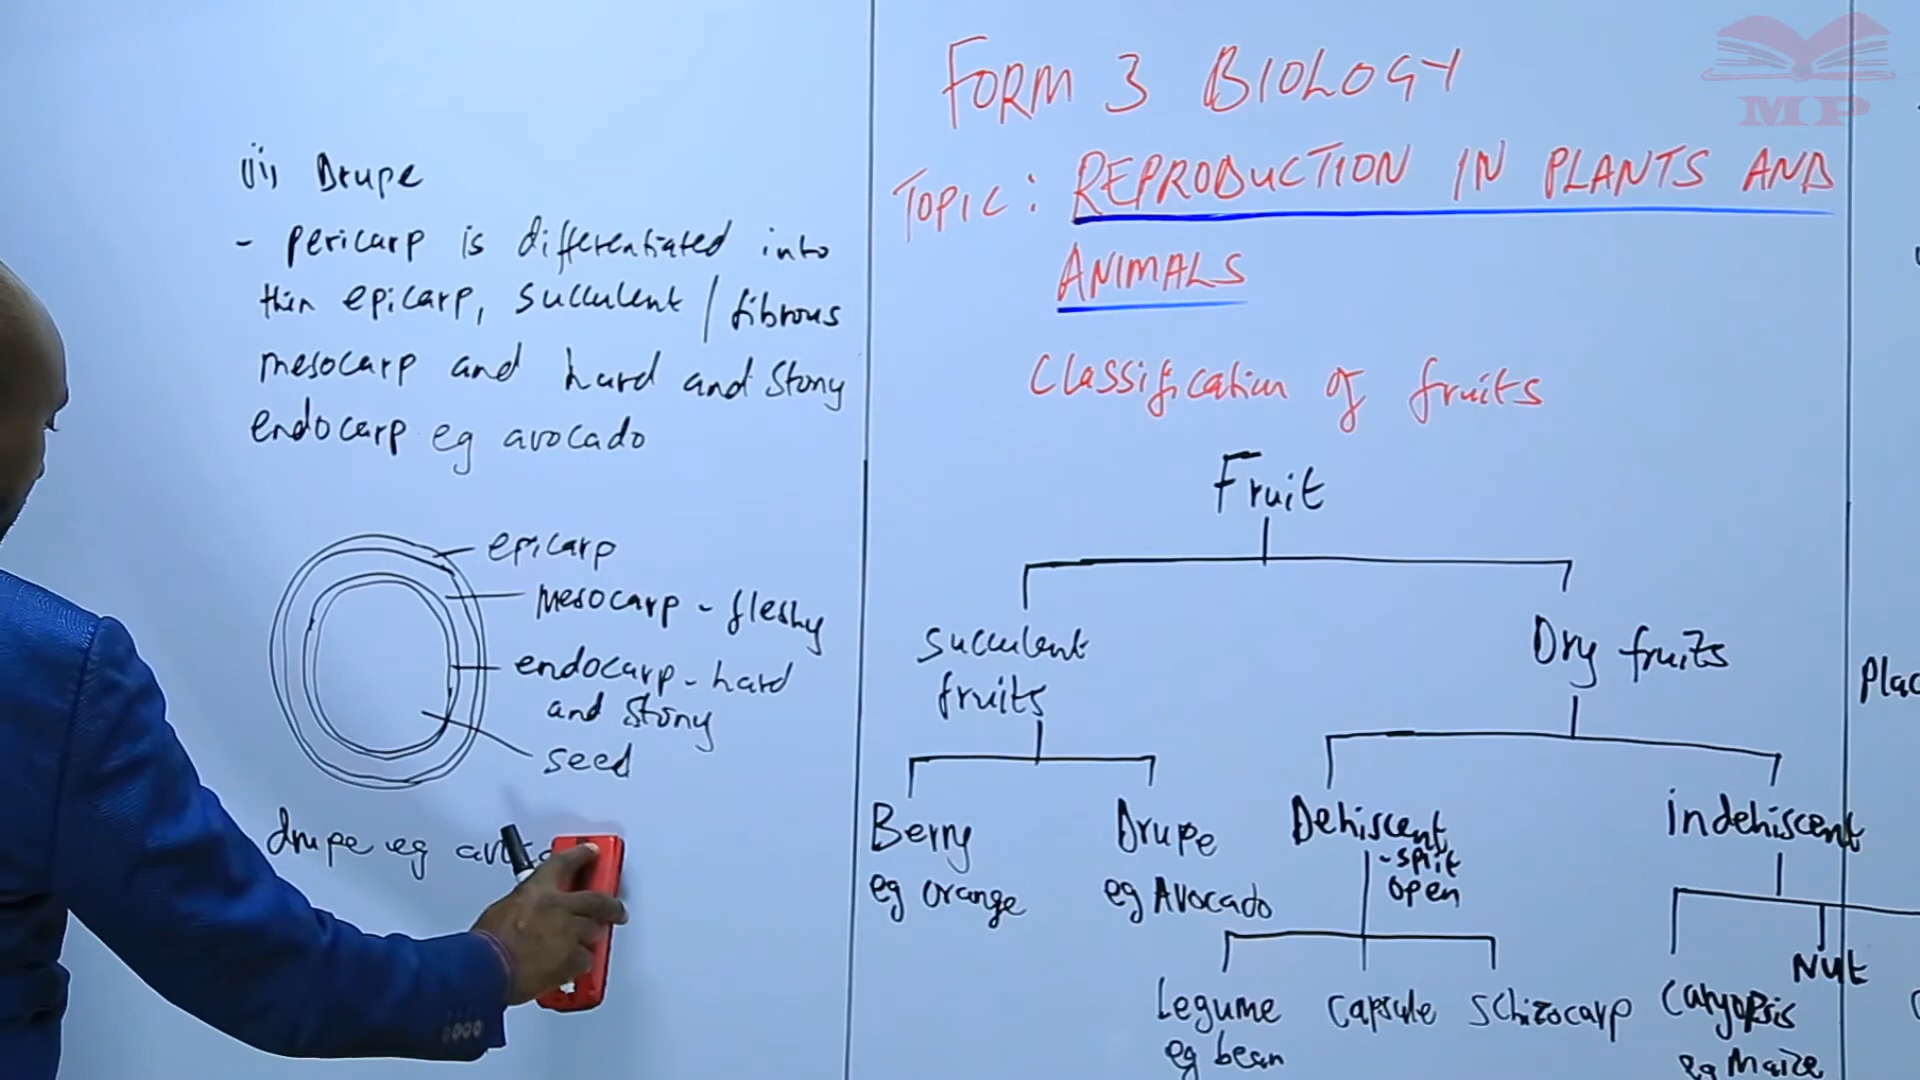 (ii) Drupe
- pericarp is differentiated into
thin epicarp, succulent / fibrous
mesocarp and hard and stony
endocarp eg avocado
epicarp
mesocarp - fleshy
endocarp - hard
and stony
seed
drupe eg
FORM 3 BIOLOGY
TOPIC: REPRODUCTION IN PLANTS AND
ANIMALS
Classification of fruits
Fruit
Succulent
fruits
Dry fruits
Berry
eg orange
Drupe
eg Avocado
Dehiscent
- split
open
indehiscent
Legume
eg bean
capsule
schizocarp
Caryopsis
eg maize
Nut
Plac
MP